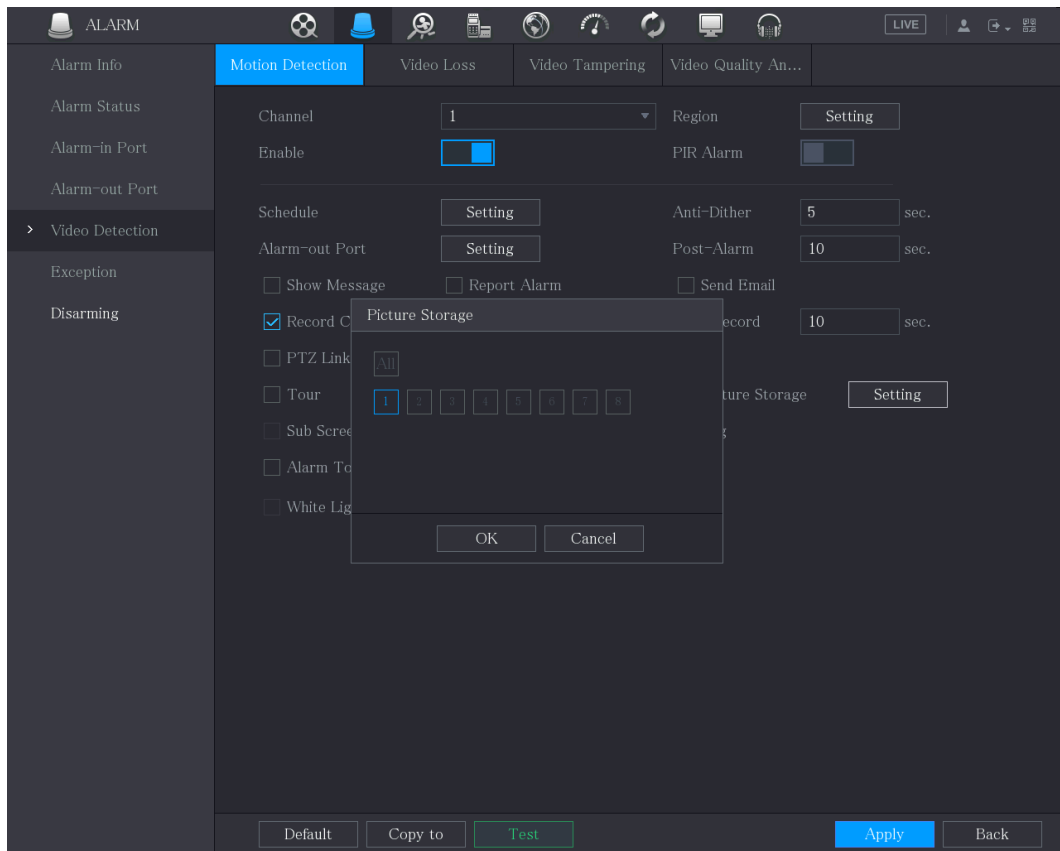 ALARM LIVE
Alarm Info
Alarm Status
Alarm-in Port
Alarm-out Port
Video Detection
Exception
Disarming
Motion Detection Video Loss Video Tampering Video Quality An...
Channel 1 Region Setting
Enable PIR Alarm
Schedule Setting Anti-Dither 5 sec.
Alarm-out Port Setting Post-Alarm 10 sec.
Show Message Report Alarm Send Email
Record C ecord 10 sec.
PTZ Link
Tour ture Storage Setting
Sub Scree g
Alarm To
White Lig
Picture Storage
All
1 2 3 4 5 6 7 8
OK Cancel
Default Copy to Test Apply Back